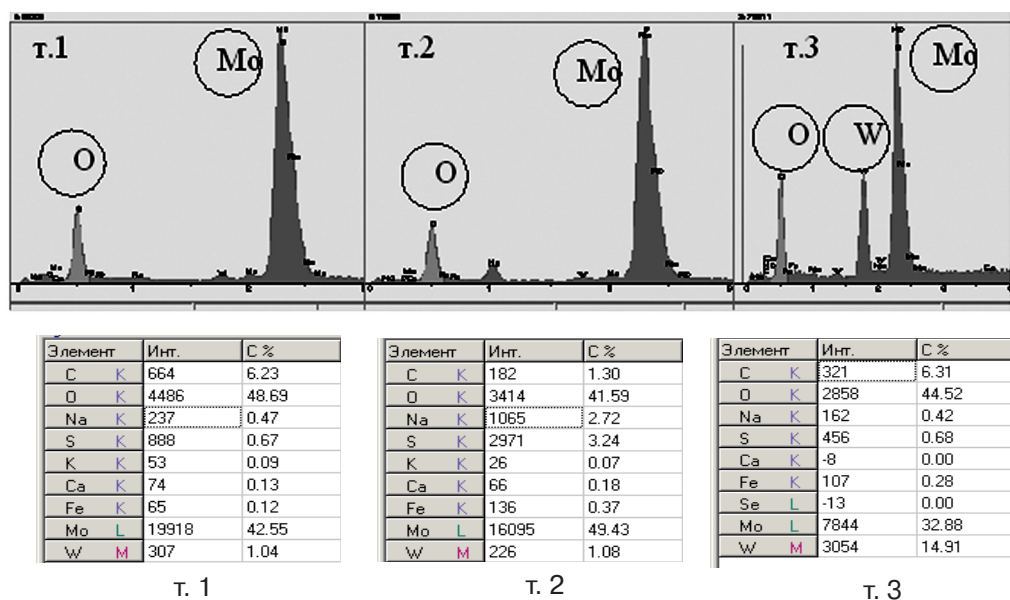 т.1
Mo
O
т.2
Mo
O
т.3
Mo
O
W
Элемент Инт. C %
C K 664 6.23
O K 4486 48.69
Na K 237 0.47
S K 888 0.67
K K 53 0.09
Ca K 74 0.13
Fe K 65 0.12
Mo L 19918 42.55
W M 307 1.04
т. 1
Элемент Инт. C %
C K 182 1.30
O K 3414 41.59
Na K 1065 2.72
S K 2971 3.24
K K 26 0.07
Ca K 66 0.18
Fe K 136 0.37
Mo L 16095 49.43
W M 226 1.08
т. 2
Элемент Инт. C %
C K 321 6.31
O K 2858 44.52
Na K 162 0.42
S K 456 0.68
Ca K -8 0.00
Fe K 107 0.28
Se L -13 0.00
Mo L 7844 32.88
W M 3054 14.91
т. 3